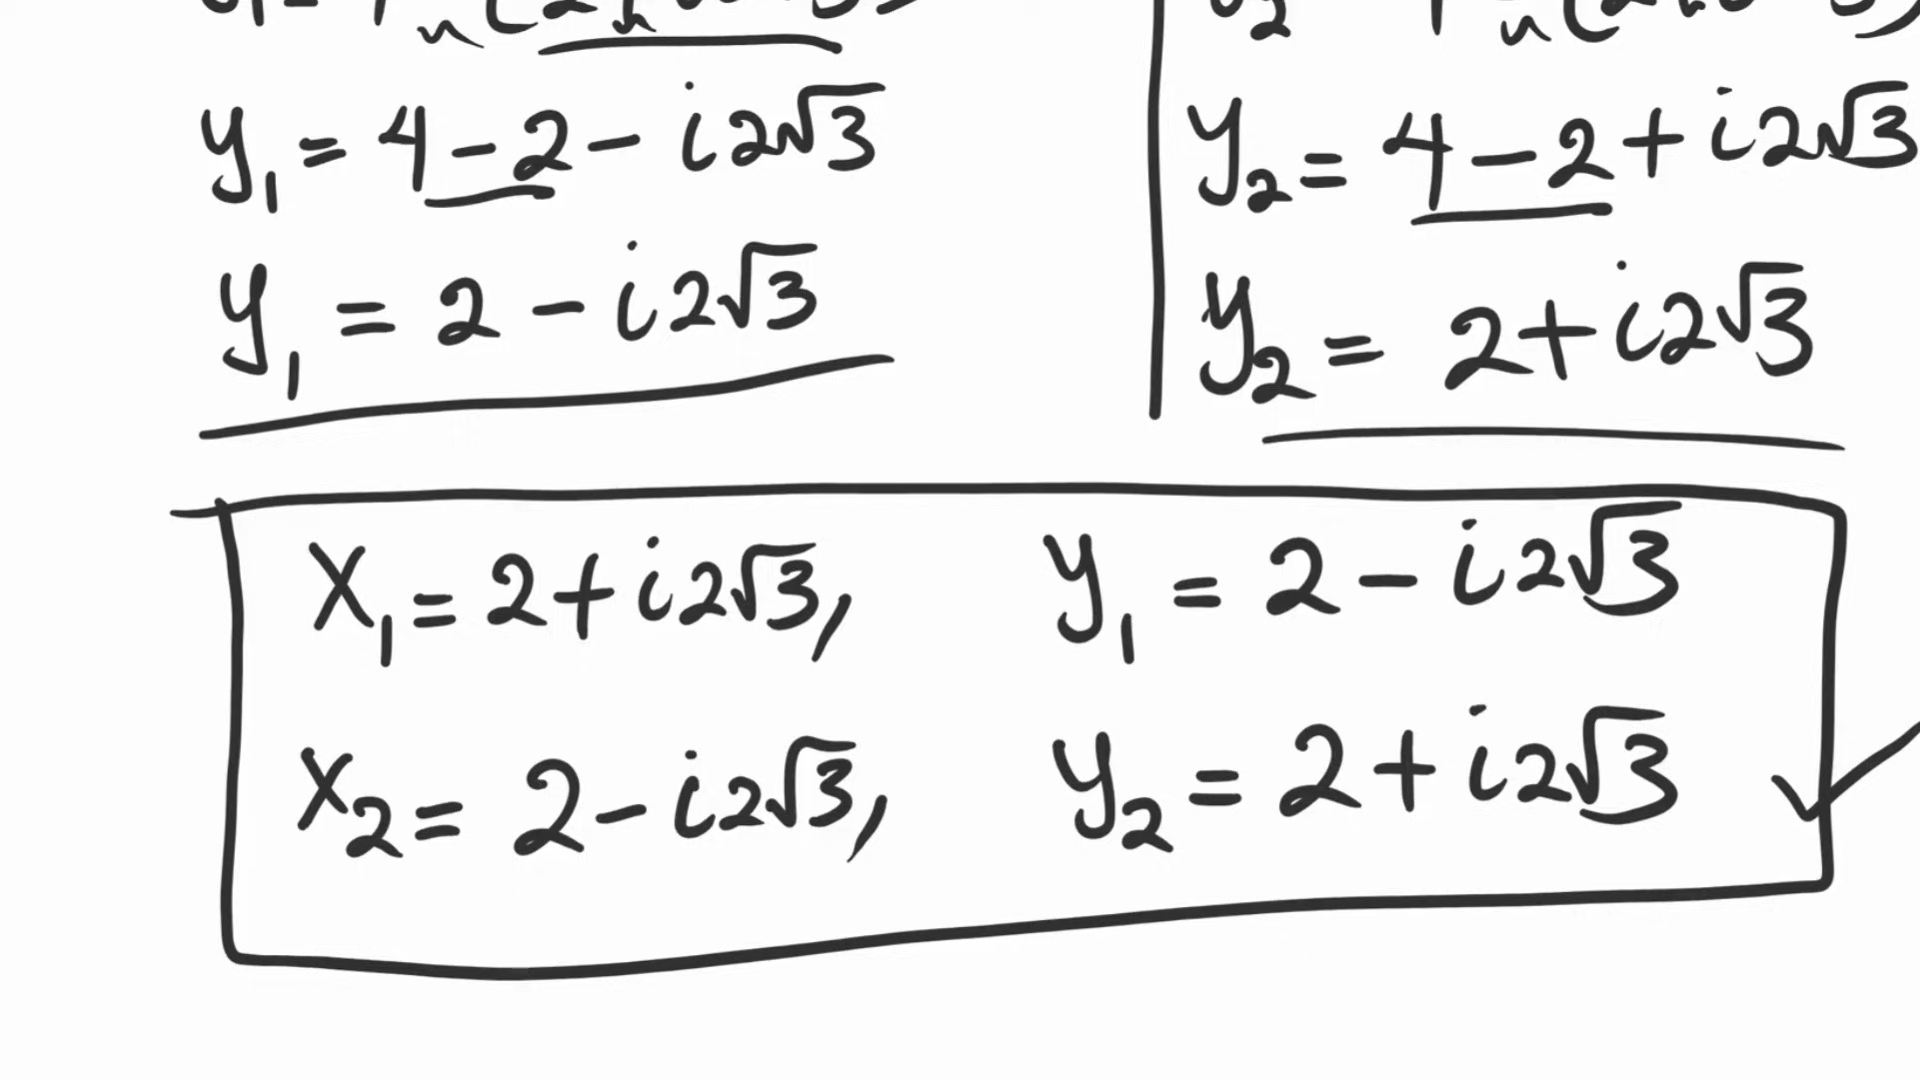 y₁ = 4 - 2 - i2√3
y₁ = 2 - i2√3
y₂ = 4 - 2 + i2√3
y₂ = 2 + i2√3
x₁ = 2 + i2√3, y₁ = 2 - i2√3
x₂ = 2 - i2√3, y₂ = 2 + i2√3